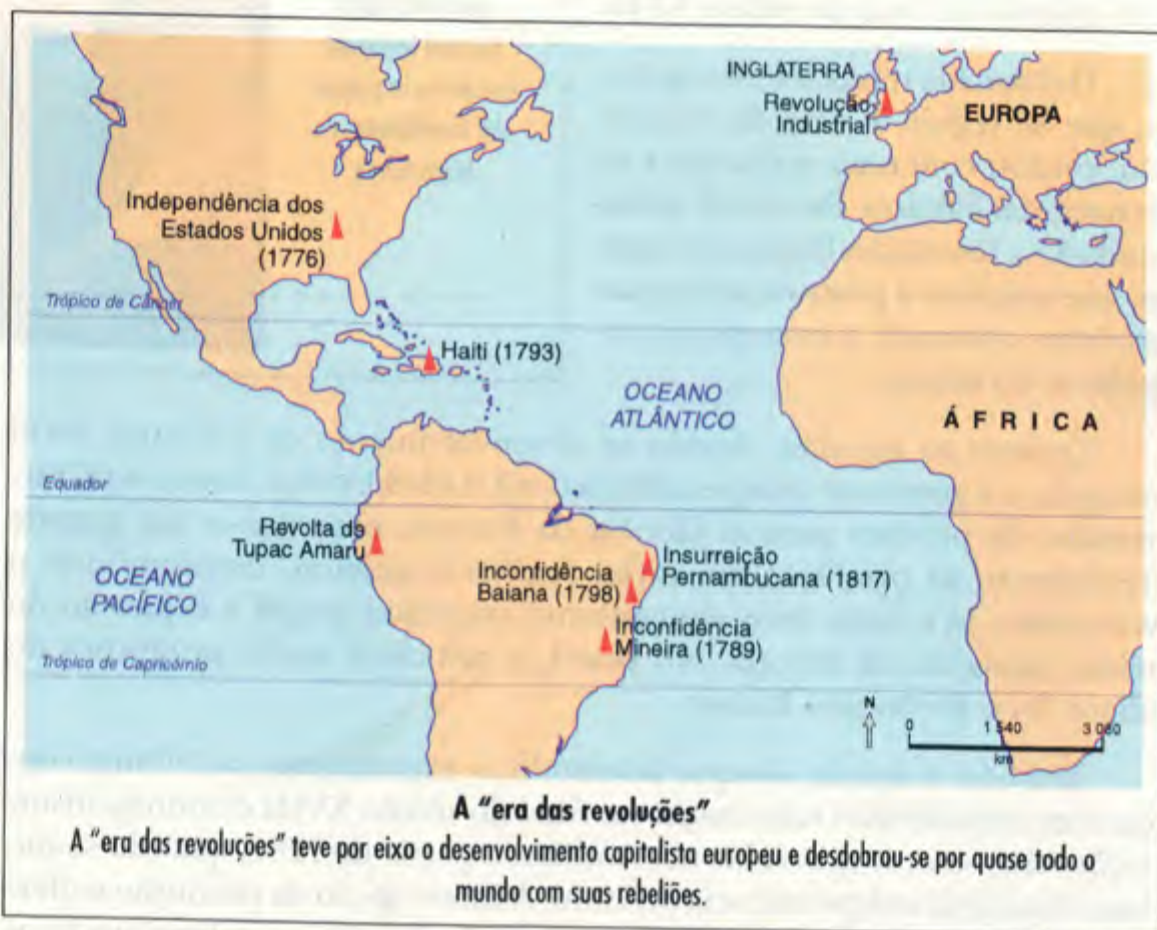 INGLATERRA
Revolução
Industrial
EUROPA
Independência dos
Estados Unidos
(1776)
Trópico de Câncer
Haiti (1793)
OCEANO
ATLÂNTICO
ÁFRICA
Equador
Revolta de
Tupac Amaru
OCEANO
PACÍFICO
Inconfidência
Baiana (1798)
Insurreição
Pernambucana (1817)
Inconfidência
Mineira (1789)
Trópico de Capricórnio
N
0 1 540 3 080
km
A "era das revoluções"
A "era das revoluções" teve por eixo o desenvolvimento capitalista europeu e desdobrou-se por quase todo o
mundo com suas rebeliões.